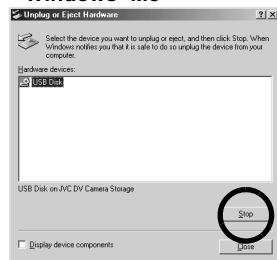 Unplug or Eject Hardware
Select the device you want to unplug or eject, and then click Stop. When
Windows notifies you that it is safe to do so unplug the device from your
computer.
Hardware devices:
USB Disk
USB Disk on JVC DV Camera Storage
Stop
Display device components
Close